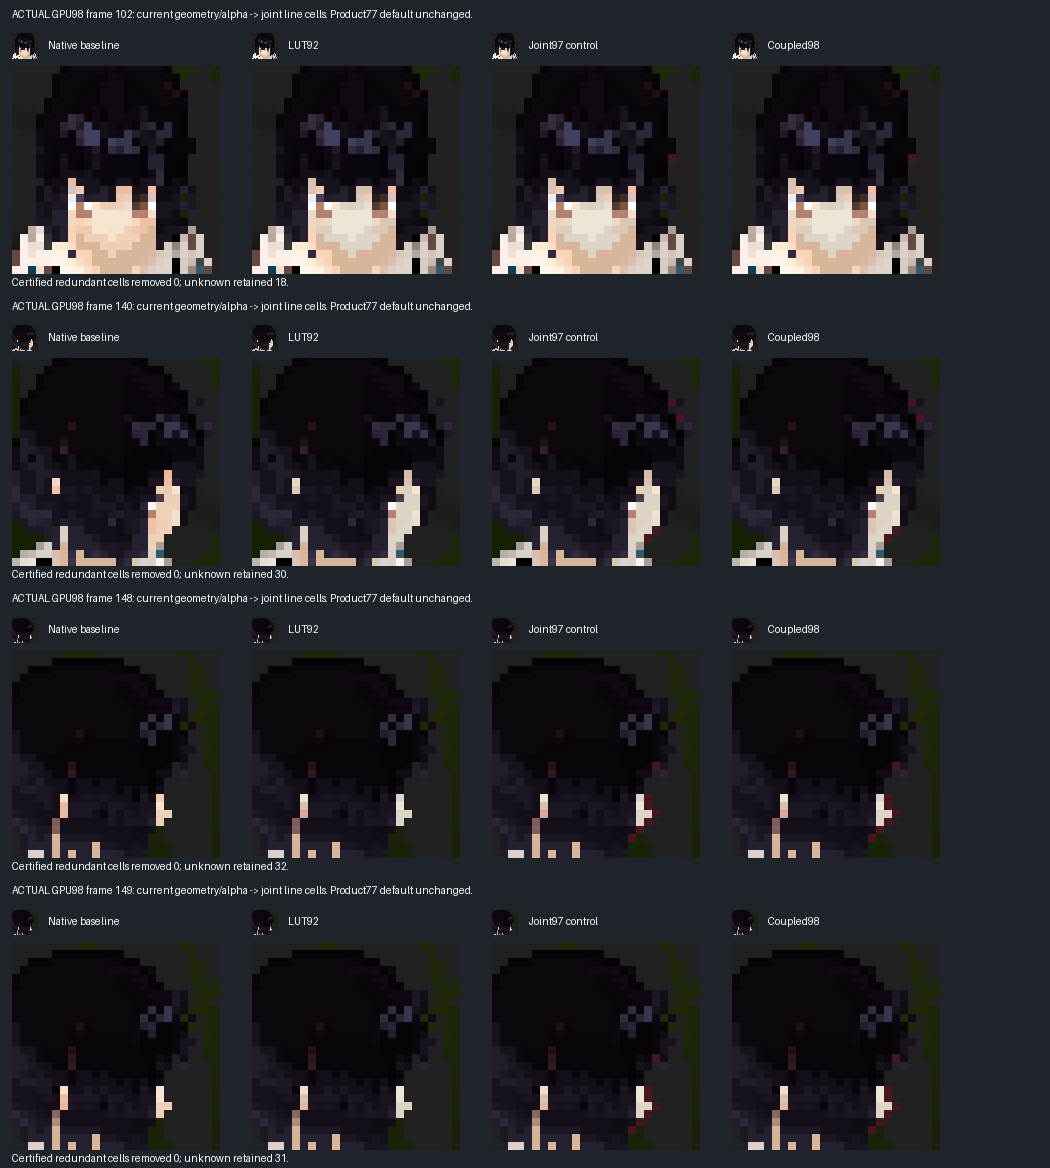 ACTUAL GPU98 frame 102: current geometry/alpha -> joint line cells. Product77 default unchanged.
Native baseline LUT92 Joint97 control Coupled98
Certified redundant cells removed 0; unknown retained 18.
ACTUAL GPU98 frame 140: current geometry/alpha -> joint line cells. Product77 default unchanged.
Native baseline LUT92 Joint97 control Coupled98
Certified redundant cells removed 0; unknown retained 30.
ACTUAL GPU98 frame 148: current geometry/alpha -> joint line cells. Product77 default unchanged.
Native baseline LUT92 Joint97 control Coupled98
Certified redundant cells removed 0; unknown retained 32.
ACTUAL GPU98 frame 149: current geometry/alpha -> joint line cells. Product77 default unchanged.
Native baseline LUT92 Joint97 control Coupled98
Certified redundant cells removed 0; unknown retained 31.